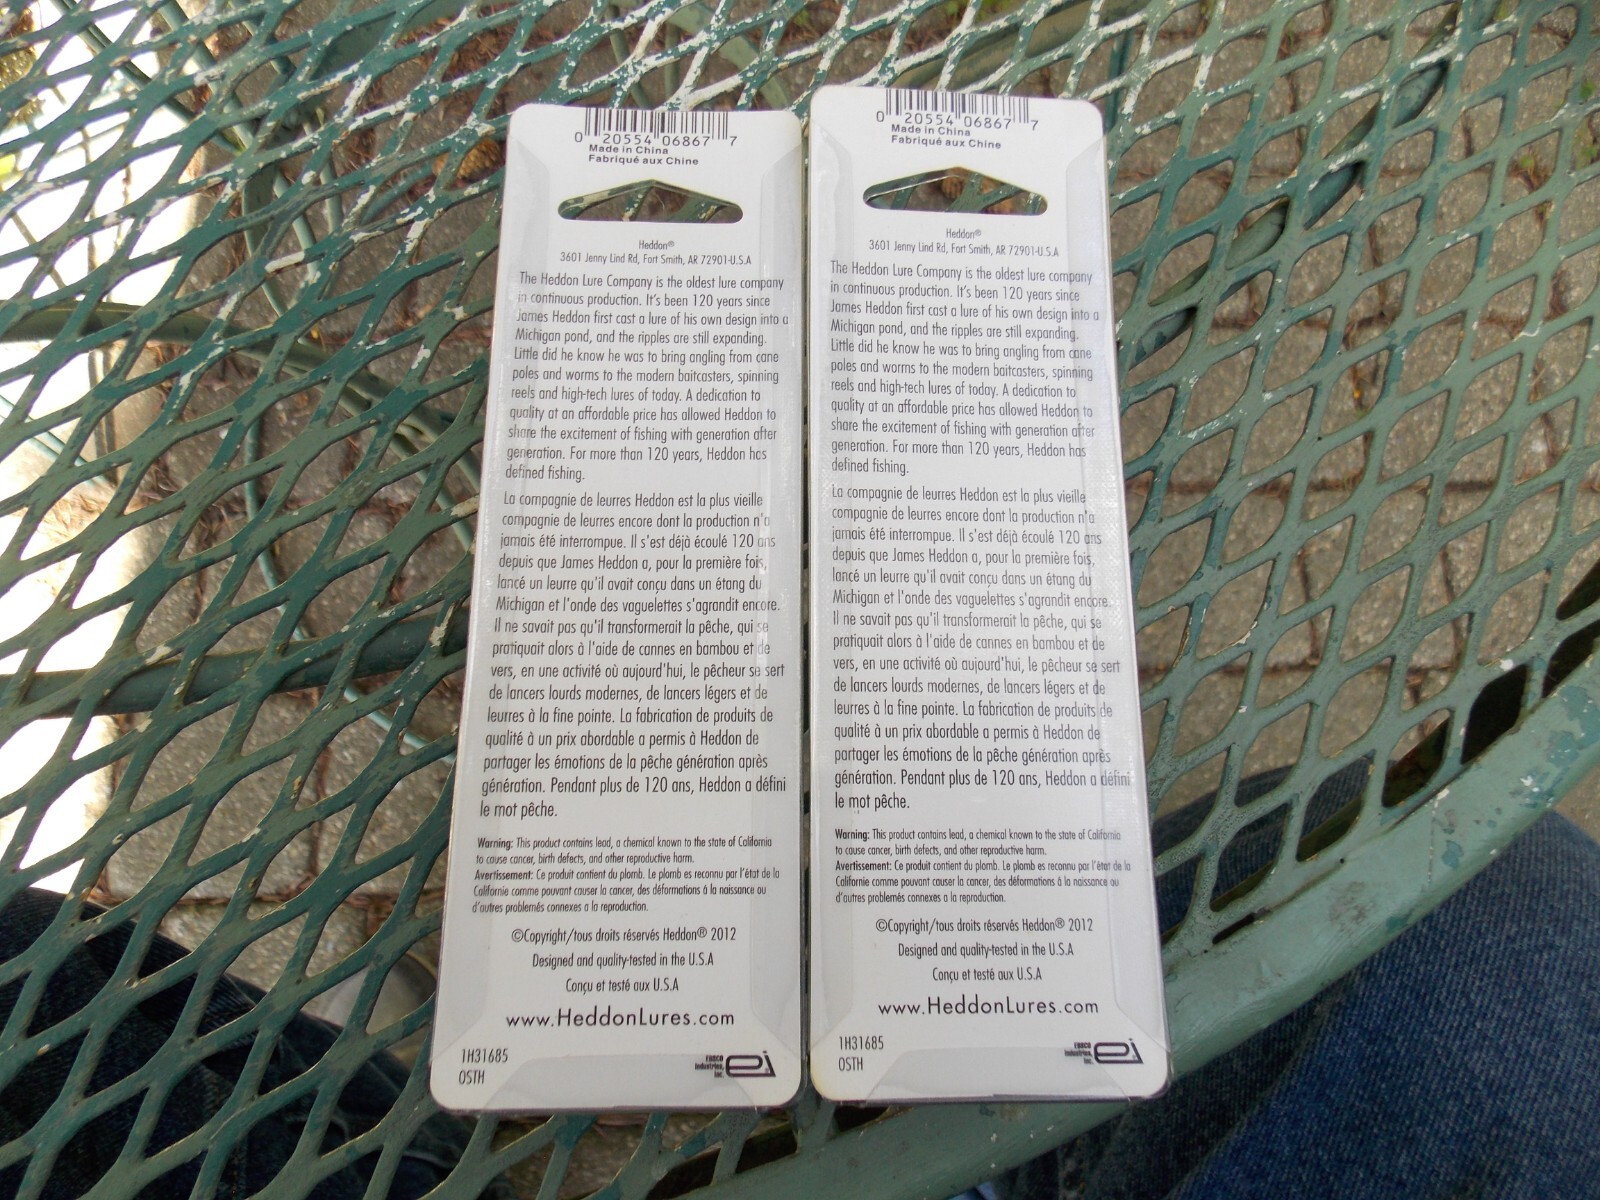 0 20554 06867 7
Made in China
Fabriqué aux Chine
Heddon®
3601 Jenny Lind Rd, Fort Smith, AR 72901-U.S.A
The Heddon Lure Company is the oldest lure company
in continuous production. It's been 120 years since
James Heddon first cast a lure of his own design into a
Michigan pond, and the ripples are still expanding.
Little did he know he was to bring angling from cane
poles and worms to the modern baitcasters, spinning
reels and high-tech lures of today. A dedication to
quality at an affordable price has allowed Heddon to
share the excitement of fishing with generation after
generation. For more than 120 years, Heddon has
defined fishing.
La compagnie de leurres Heddon est la plus vieille
compagnie de leurres encore dont la production n'a
jamais été interrompue. Il s'est déjà écoulé 120 ans
depuis que James Heddon a, pour la première fois,
lancé un leurre qu'il avait conçu dans un étang du
Michigan et l'onde des vaguelettes s'agrandit encore.
Il ne savait pas qu'il transformerait la pêche, qui se
pratiquait alors à l'aide de cannes en bambou et de
vers, en une activité où aujourd'hui, le pêcheur se sert
de lancers lourds modernes, de lancers légers et de
leurres à la fine pointe. La fabrication de produits de
qualité à un prix abordable a permis à Heddon de
partager les émotions de la pêche génération après
génération. Pendant plus de 120 ans, Heddon a défini
le mot pêche.
Warning: This product contains lead, a chemical known to the state of California
to cause cancer, birth defects, and other reproductive harm.
Avertissement: Ce produit contient du plomb. Le plomb es reconnu par l'état de la
Californie comme pouvant causer la cancer, des déformations à la naissance ou
d'autres problemés connexes a la reproduction.
©Copyright/tous droits réservés Heddon® 2012
Designed and quality-tested in the U.S.A
Conçu et testé aux U.S.A
www.HeddonLures.com
1H31685
OSTH
EBSCO
Industries,
Inc.
ei
0 20554 06867 7
Made in China
Fabriqué aux Chine
Heddon®
3601 Jenny Lind Rd, Fort Smith, AR 72901-U.S.A
The Heddon Lure Company is the oldest lure company
in continuous production. It's been 120 years since
James Heddon first cast a lure of his own design into a
Michigan pond, and the ripples are still expanding.
Little did he know he was to bring angling from cane
poles and worms to the modern baitcasters, spinning
reels and high-tech lures of today. A dedication to
quality at an affordable price has allowed Heddon to
share the excitement of fishing with generation after
generation. For more than 120 years, Heddon has
defined fishing.
La compagnie de leurres Heddon est la plus vieille
compagnie de leurres encore dont la production n'a
jamais été interrompue. Il s'est déjà écoulé 120 ans
depuis que James Heddon a, pour la première fois,
lancé un leurre qu'il avait conçu dans un étang du
Michigan et l'onde des vaguelettes s'agrandit encore.
Il ne savait pas qu'il transformerait la pêche, qui se
pratiquait alors à l'aide de cannes en bambou et de
vers, en une activité où aujourd'hui, le pêcheur se sert
de lancers lourds modernes, de lancers légers et de
leurres à la fine pointe. La fabrication de produits de
qualité à un prix abordable a permis à Heddon de
partager les émotions de la pêche génération après
génération. Pendant plus de 120 ans, Heddon a défini
le mot pêche.
Warning: This product contains lead, a chemical known to the state of California
to cause cancer, birth defects, and other reproductive harm.
Avertissement: Ce produit contient du plomb. Le plomb es reconnu par l'état de la
Californie comme pouvant causer la cancer, des déformations à la naissance ou
d'autres problemés connexes a la reproduction.
©Copyright/tous droits réservés Heddon® 2012
Designed and quality-tested in the U.S.A
Conçu et testé aux U.S.A
www.HeddonLures.com
1H31685
OSTH
EBSCO
Industries,
Inc.
ei